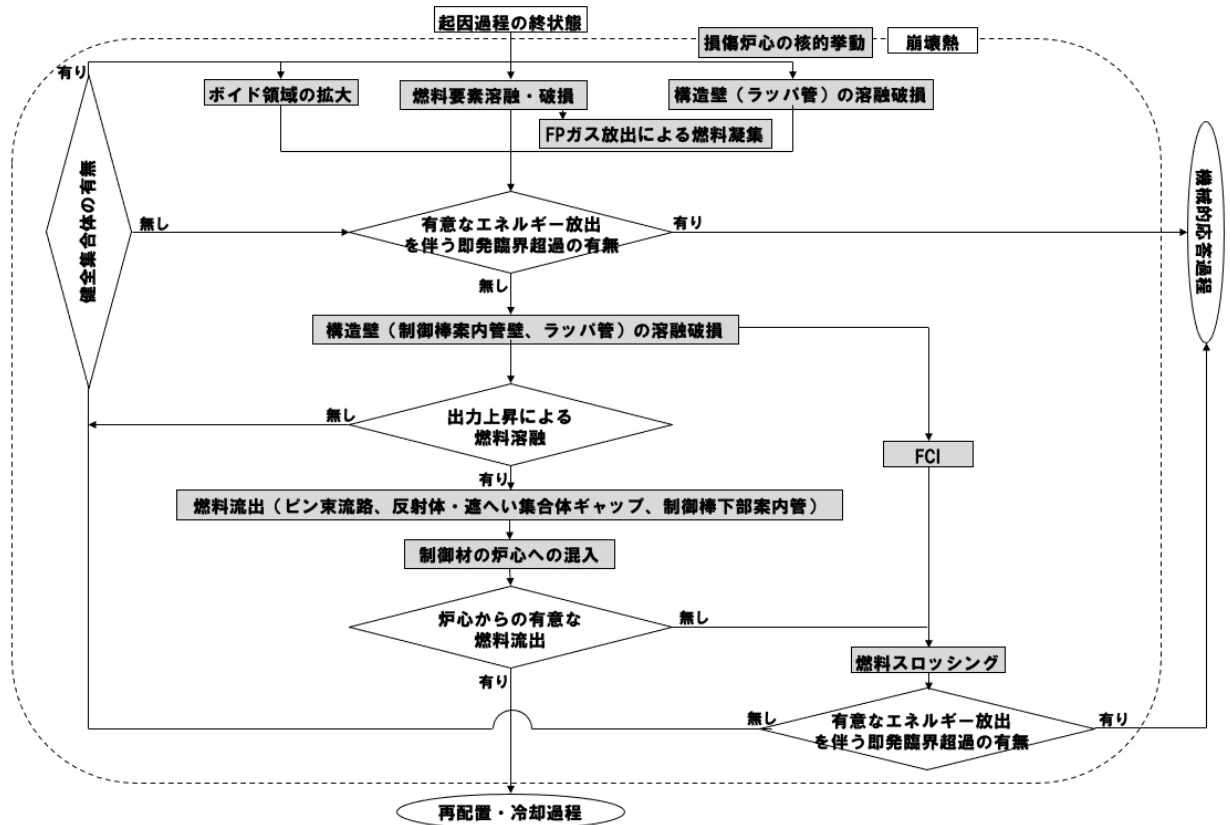 起因過程の終状態
損傷炉心の核的挙動
崩壊熱
有り
ボイド領域の拡大
燃料要素溶融・破損
構造壁（ラッパ管）の溶融破損
FPガス放出による燃料凝集
健全集合体の有無
無し
有意なエネルギー放出
を伴う即発臨界超過の有無
有り
機械的応答過程
無し
構造壁（制御棒案内管壁、ラッパ管）の溶融破損
無し
出力上昇による
燃料溶融
FCI
有り
燃料流出（ピン束流路、反射体・遮へい集合体ギャップ、制御棒下部案内管）
制御材の炉心への混入
炉心からの有意な
燃料流出
無し
燃料スロッシング
有り
無し
有意なエネルギー放出
を伴う即発臨界超過の有無
有り
再配置・冷却過程